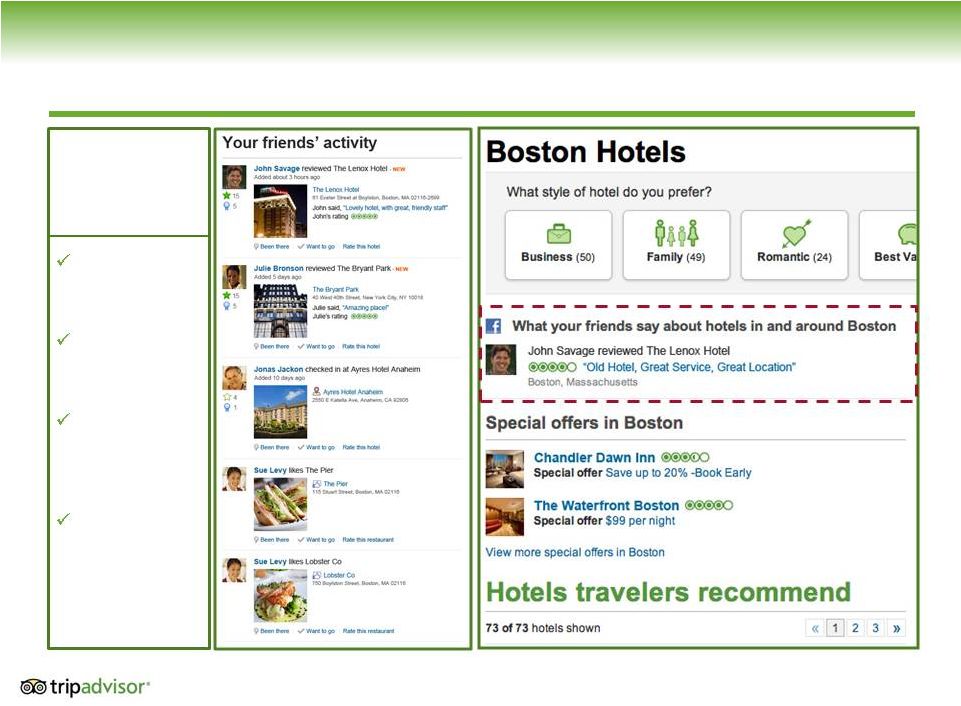 Your friends' activity
John Savage reviewed The Lenox Hotel - NEW
Added about 3 hours ago
15
5
The Lenox Hotel
61 Exeter Street at Boylston, Boston, MA 02116-2699
John said, "Lovely hotel, with great, friendly staff"
John's rating
Been there Want to go Rate this hotel
Julie Bronson reviewed The Bryant Park - NEW
Added 5 days ago
15
5
The Bryant Park
40 West 40th Street, New York City, NY 10018
Julie said, "Amazing place!"
Julie's rating
Been there Want to go Rate this hotel
Jonas Jackon checked in at Ayres Hotel Anaheim
Added 10 days ago
4
1
Ayres Hotel Anaheim
2550 E Katella Ave, Anaheim, CA 92806
Been there Want to go Rate this hotel
Sue Levy likes The Pier
The Pier
115 Stuart Street, Boston, MA 02116
Been there Want to go Rate this restaurant
Sue Levy likes Lobster Co
Lobster Co
750 Boylston Street, Boston, MA 02116
Been there Want to go Rate this restaurant
Boston Hotels
What style of hotel do you prefer?
Business (50) Family (49) Romantic (24) Best Va
f What your friends say about hotels in and around Boston
John Savage reviewed The Lenox Hotel
"Old Hotel, Great Service, Great Location"
Boston, Massachusetts
Special offers in Boston
Chandler Dawn Inn
Special offer Save up to 20% -Book Early
The Waterfront Boston
Special offer $99 per night
View more special offers in Boston
Hotels travelers recommend
73 of 73 hotels shown « 1 2 3 »
tripadvisor®